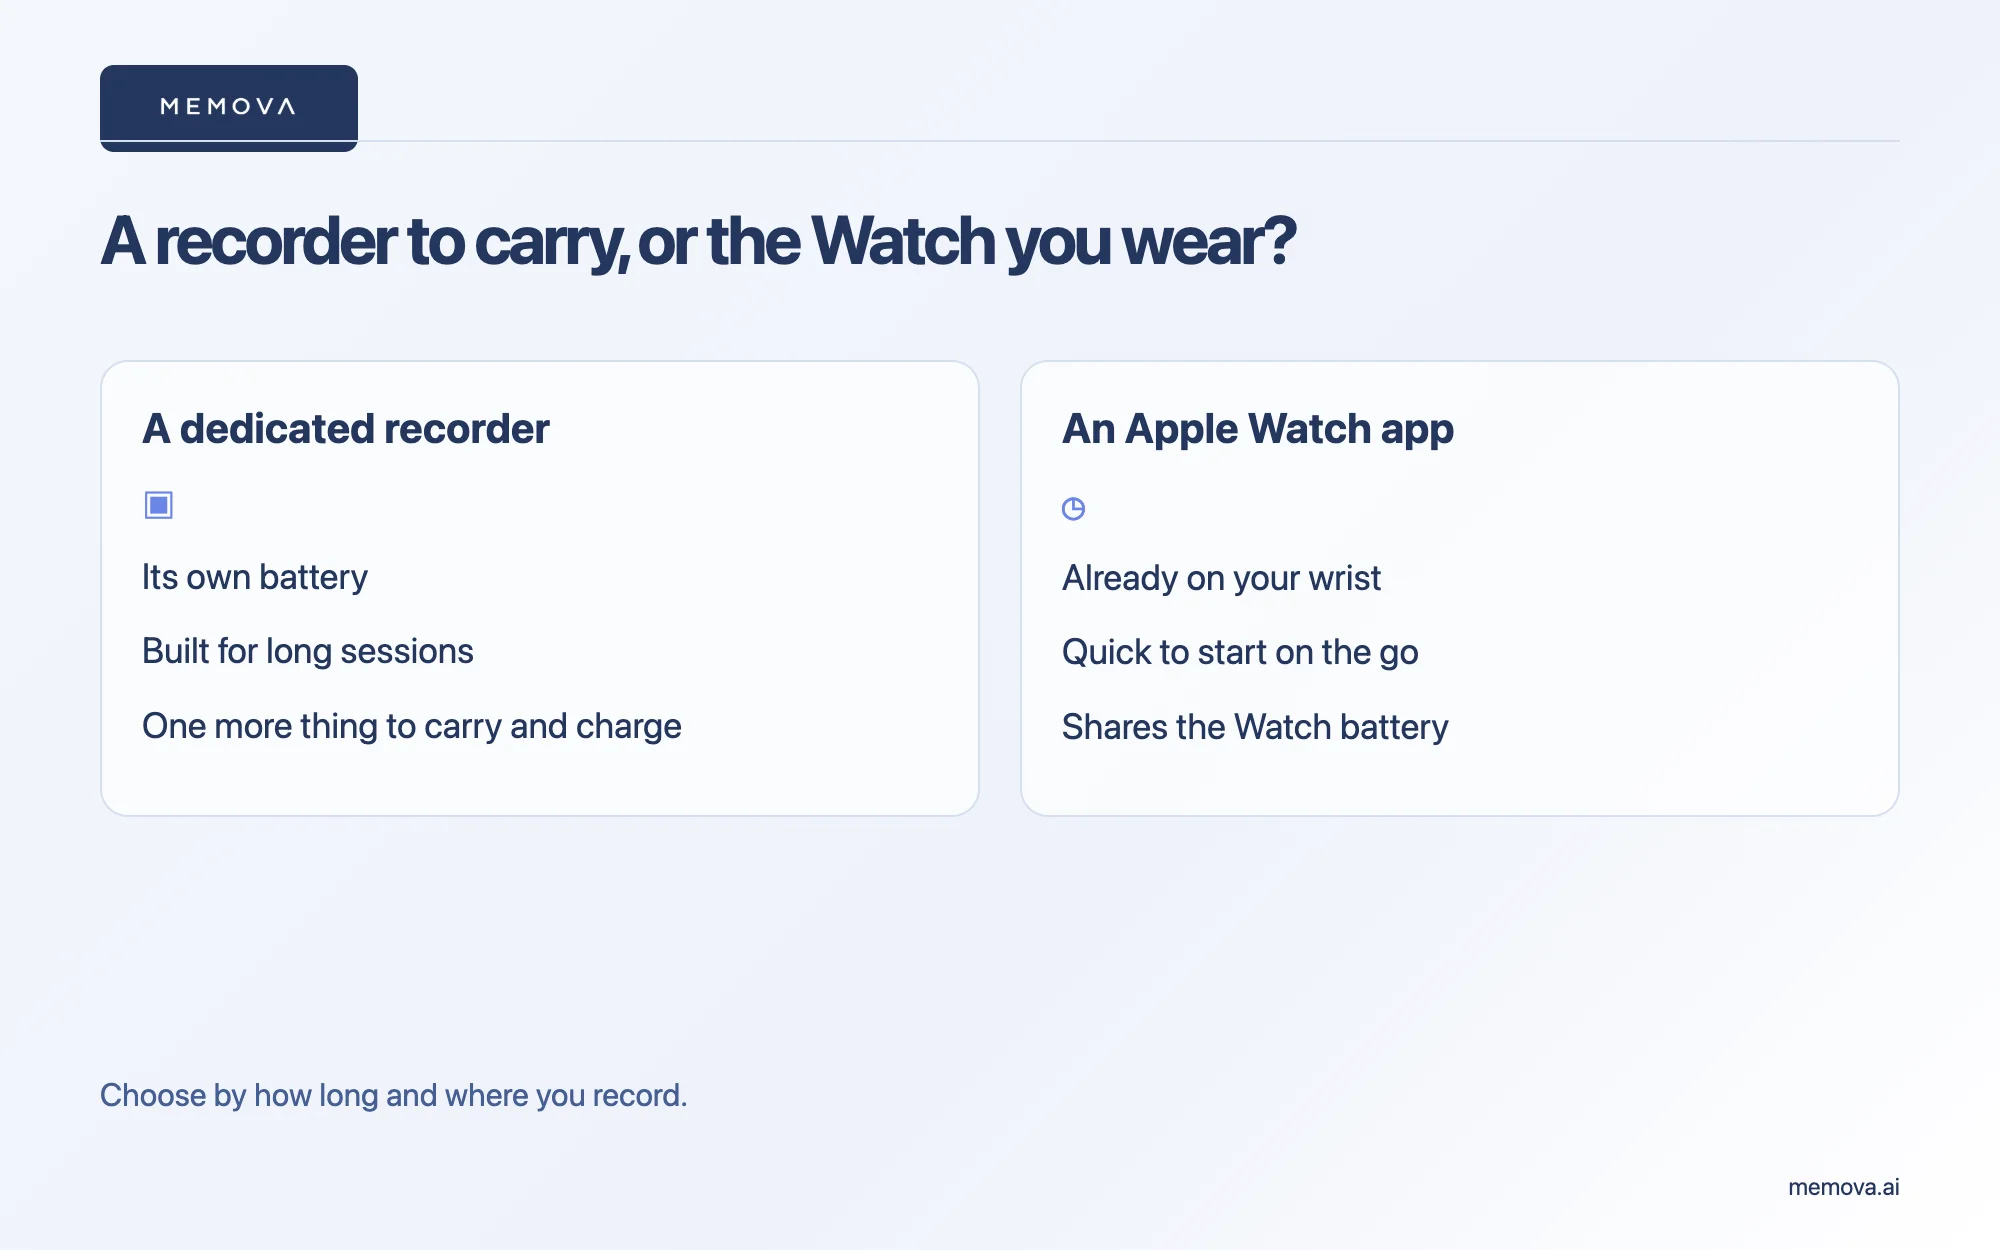 MEMOVA
A recorder to carry, or the Watch you wear?
A dedicated recorder
Its own battery
Built for long sessions
One more thing to carry and charge
An Apple Watch app
Already on your wrist
Quick to start on the go
Shares the Watch battery
Choose by how long and where you record.
memova.ai